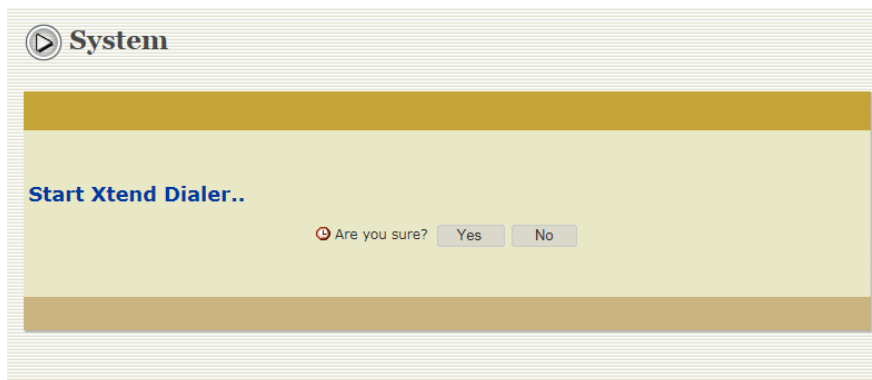 System
Start Xtend Dialer..
Are you sure? Yes No